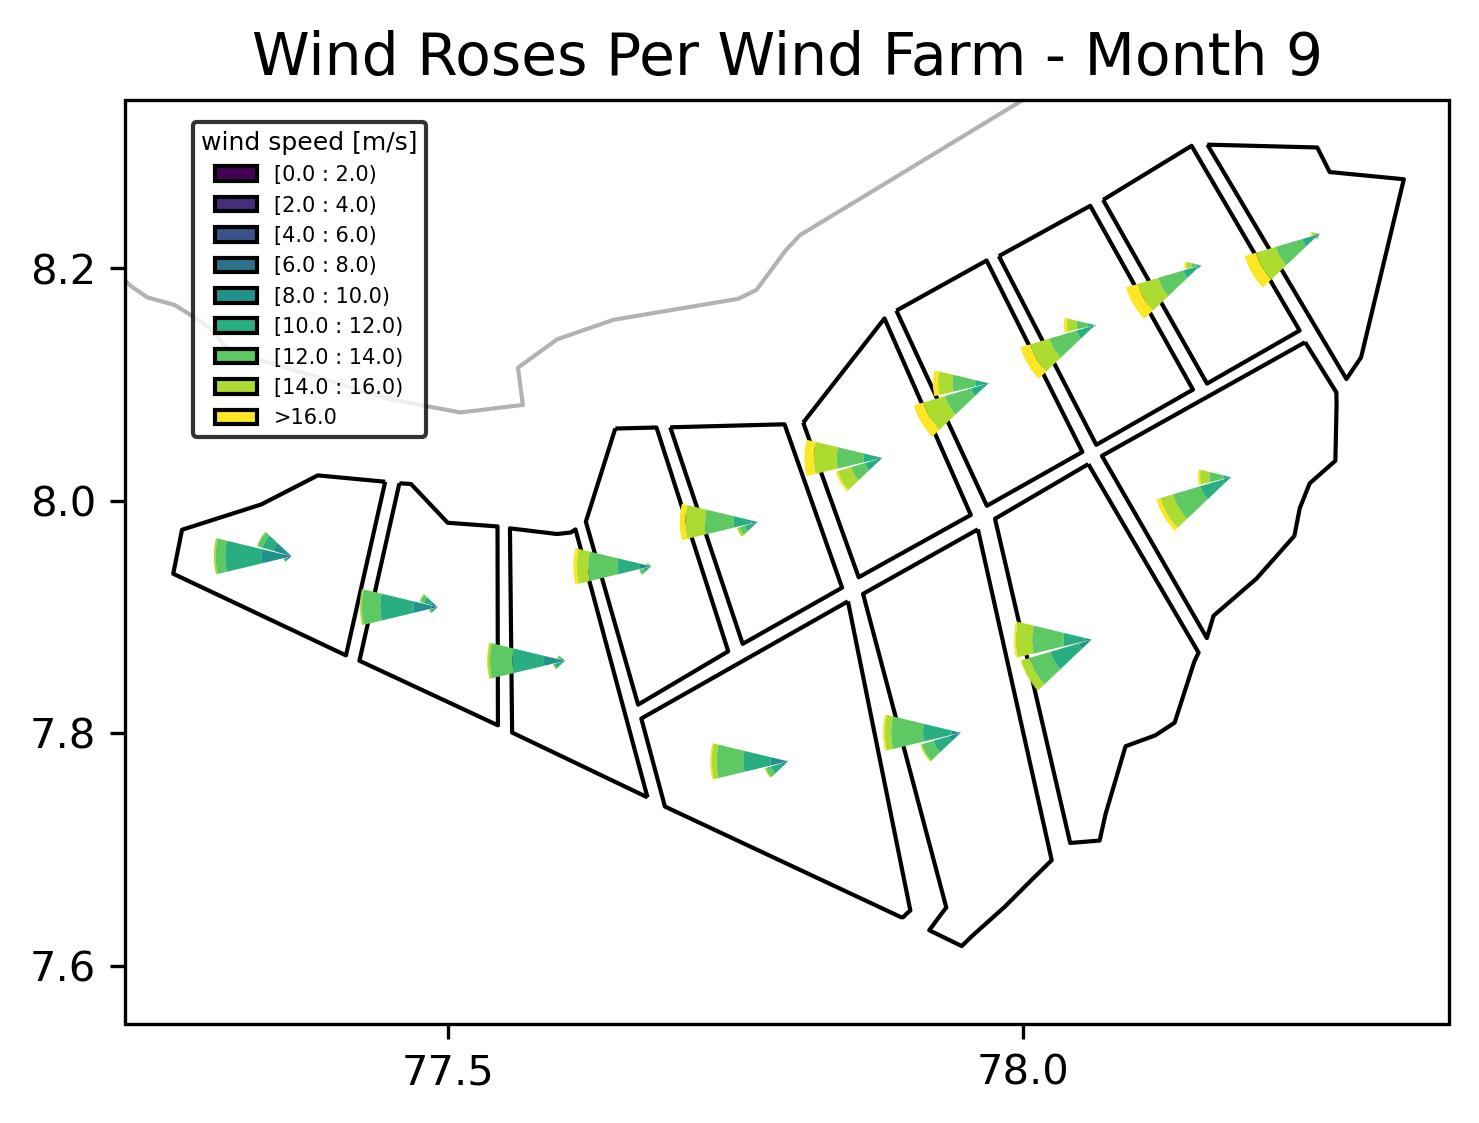 Wind Roses Per Wind Farm - Month 9
wind speed [m/s]
[0.0 : 2.0)
[2.0 : 4.0)
[4.0 : 6.0)
[6.0 : 8.0)
[8.0 : 10.0)
[10.0 : 12.0)
[12.0 : 14.0)
[14.0 : 16.0)
>16.0
8.2
8.0
7.8
7.6
77.5
78.0